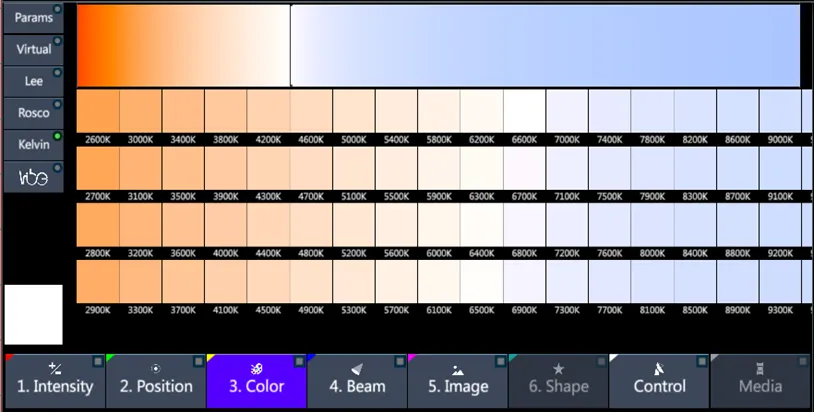 Params
Virtual
Lee
Rosco
Kelvin
2600K 3000K 3400K 3800K 4200K 4600K 5000K 5400K 5800K 6200K 6600K 7000K 7400K 7800K 8200K 8600K 9000K
2700K 3100K 3500K 3900K 4300K 4700K 5100K 5500K 5900K 6300K 6700K 7100K 7500K 7900K 8300K 8700K 9100K
2800K 3200K 3600K 4000K 4400K 4800K 5200K 5600K 6000K 6400K 6800K 7200K 7600K 8000K 8400K 8800K 9200K
2900K 3300K 3700K 4100K 4500K 4900K 5300K 5700K 6100K 6500K 6900K 7300K 7700K 8100K 8500K 8900K 9300K
1. Intensity 2. Position 3. Color 4. Beam 5. Image 6. Shape Control Media